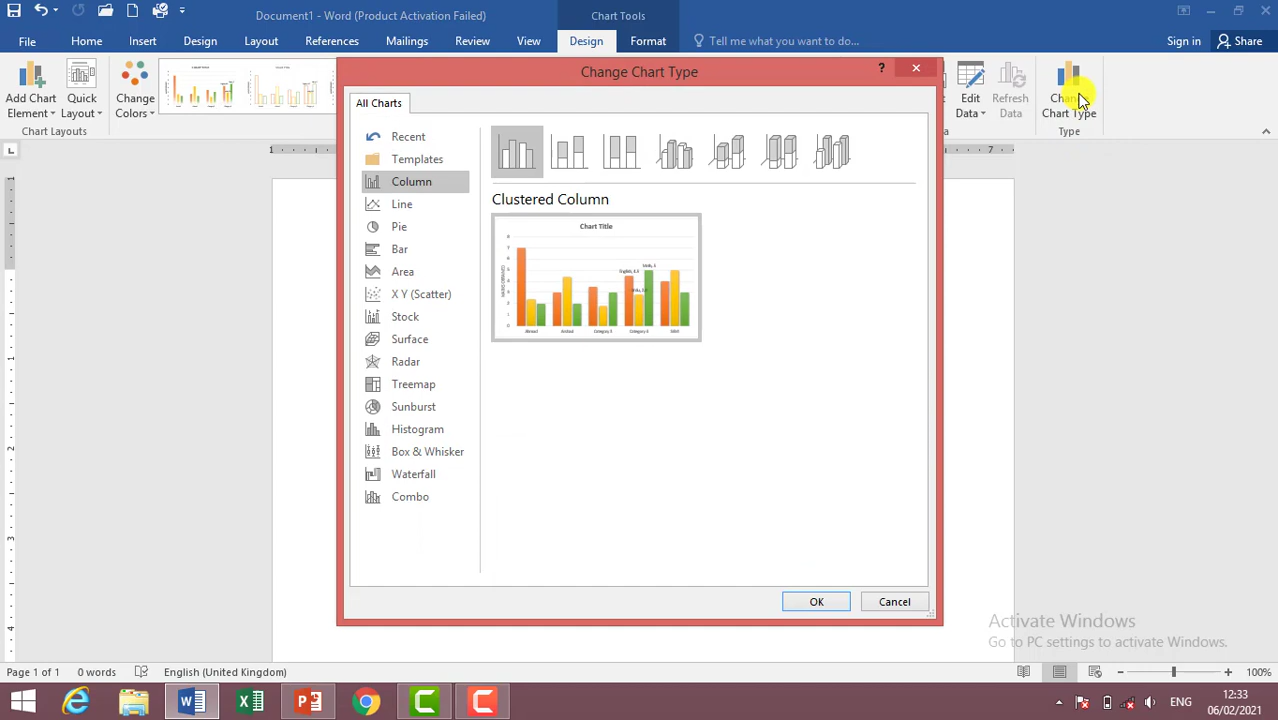 Document1 - Word (Product Activation Failed)
Chart Tools
File
Home
Insert
Design
Layout
References
Mailings
Review
View
Design
Format
Tell me what you want to do...
Sign in
Share
Add Chart
Element
Quick
Layout
Change
Colors
Edit
Data
Refresh
Data
Change
Chart Type
Chart Layouts
Type
Change Chart Type
?
All Charts
Recent
Templates
Column
Line
Pie
Bar
Area
X Y (Scatter)
Stock
Surface
Radar
Treemap
Sunburst
Histogram
Box & Whisker
Waterfall
Combo
Clustered Column
Chart Title
OK
Cancel
Activate Windows
Go to PC settings to activate Windows.
Page 1 of 1
0 words
English (United Kingdom)
100%
ENG
12:33
06/02/2021